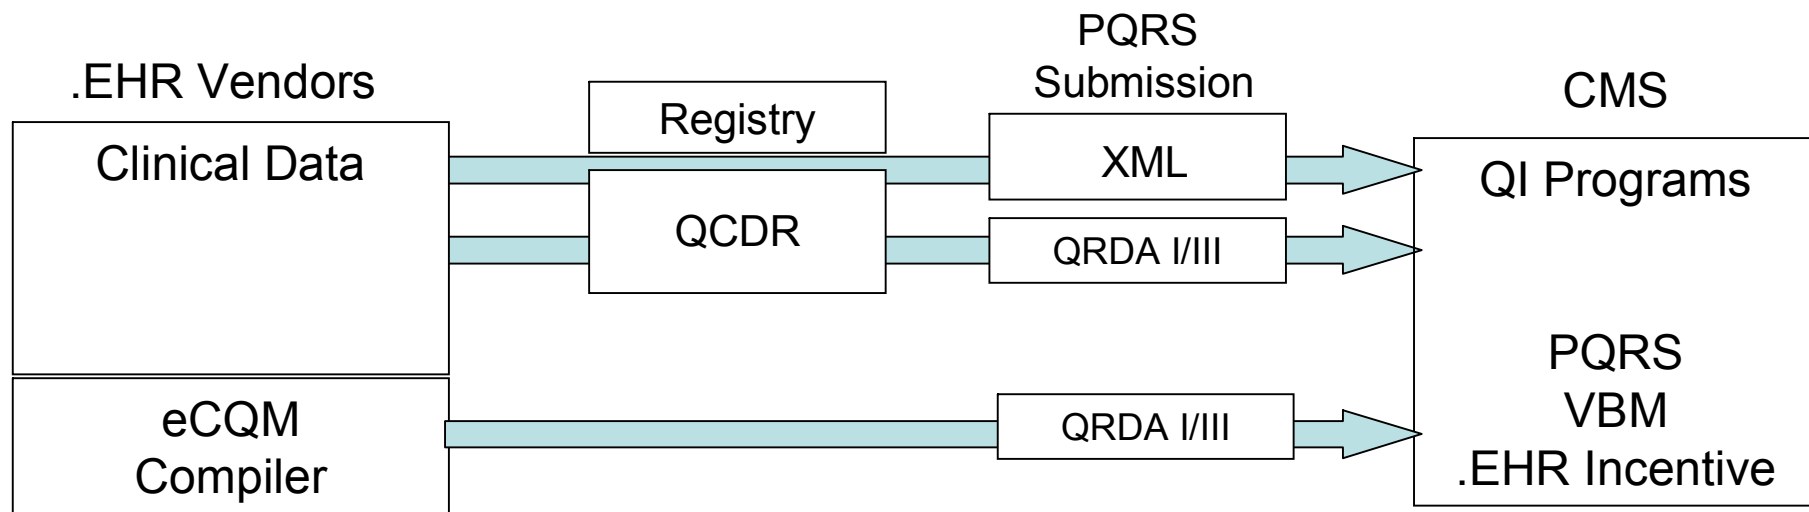 .EHR Vendors
Clinical Data
eCQM
Compiler
Registry
QCDR
PQRS
Submission
XML
QRDA I/III
QRDA I/III
CMS
QI Programs
PQRS
VBM
.EHR Incentive